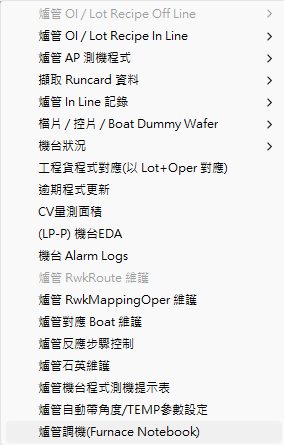 爐管 OI / Lot Recipe Off Line
爐管 OI / Lot Recipe In Line
爐管 AP 測機程式
擷取 Runcard 資料
爐管 In Line 記錄
檔片 / 控片 / Boat Dummy Wafer
機台狀況
工程貨程式對應(以 Lot+Oper 對應)
逾期程式更新
CV量測面積
(LP-P) 機台EDA
機台 Alarm Logs
爐管 RwkRoute 維護
爐管 RwkMappingOper 維護
爐管對應 Boat 維護
爐管反應步驟控制
爐管石英維護
爐管機台程式測機提示表
爐管自動帶角度/TEMP參數設定
爐管調機(Furnace Notebook)